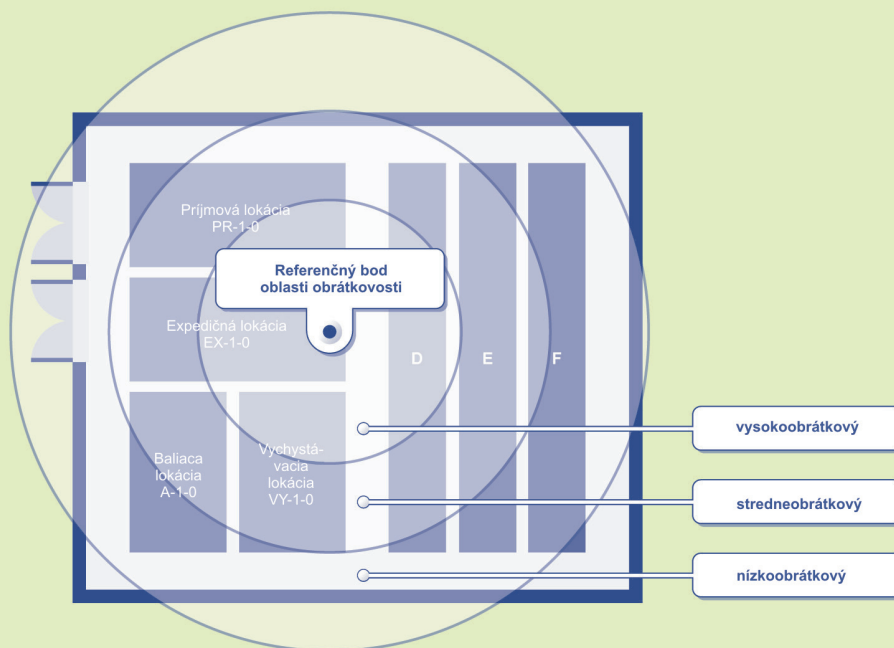 Príjmová lokácia
PR-1-0
Referenčný bod
oblasti obrátkovosti
Expedičná lokácia
EX-1-0
D
E
F
Baliaca
lokácia
A-1-0
Vychystá-
vacia
lokácia
VY-1-0
vysokoobrátkový
stredneobrátkový
nízkoobrátkový